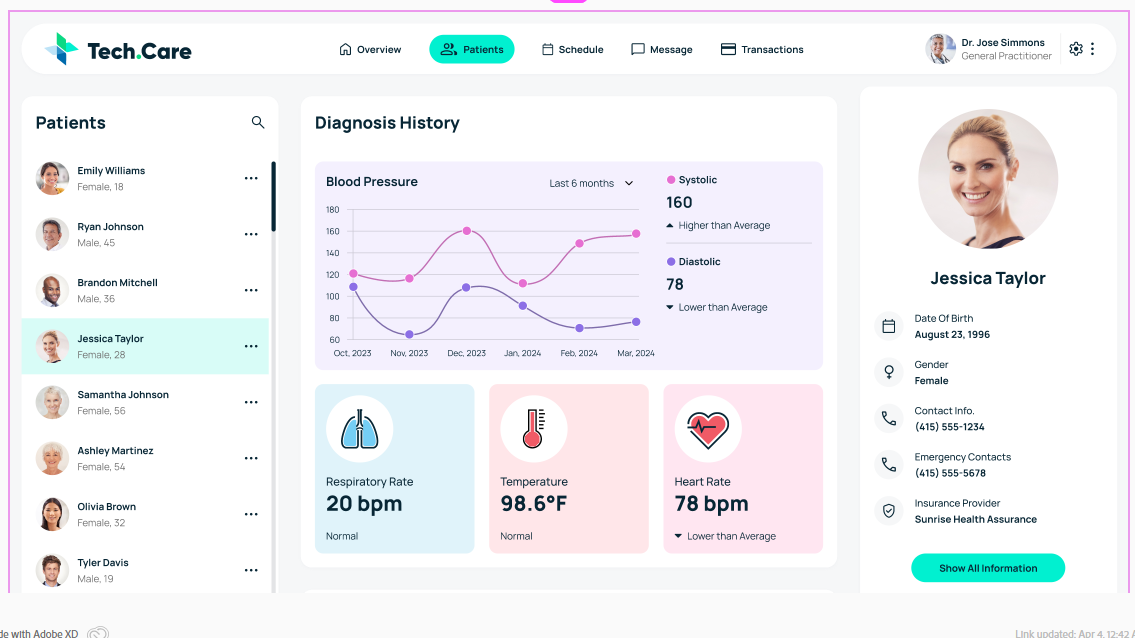 Tech.Care
Overview
Patients
Schedule
Message
Transactions
Dr. Jose Simmons
General Practitioner
Patients
Emily Williams
Female, 18
Ryan Johnson
Male, 45
Brandon Mitchell
Male, 36
Jessica Taylor
Female, 28
Samantha Johnson
Female, 56
Ashley Martinez
Female, 54
Olivia Brown
Female, 32
Tyler Davis
Male, 19
Diagnosis History
Blood Pressure
Last 6 months
180
160
140
120
100
80
60
Oct, 2023
Nov, 2023
Dec, 2023
Jan, 2024
Feb, 2024
Mar, 2024
Systolic
160
Higher than Average
Diastolic
78
Lower than Average
Respiratory Rate
20 bpm
Normal
Temperature
98.6°F
Normal
Heart Rate
78 bpm
Lower than Average
Jessica Taylor
Date Of Birth
August 23, 1996
Gender
Female
Contact Info.
(415) 555-1234
Emergency Contacts
(415) 555-5678
Insurance Provider
Sunrise Health Assurance
Show All Information
de with Adobe XD
Link updated: Apr 4, 12:42 A